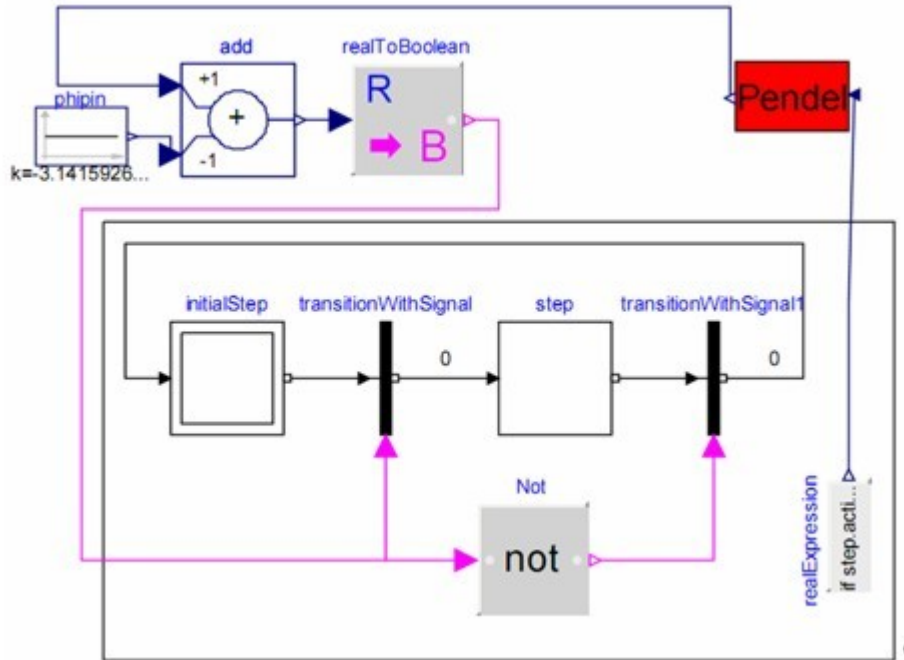 add
realToBoolean
+1
R
Pendel
phipin
+
-1
B
k=-3.1415926...
initialStep
transitionWithSignal
step
transitionWithSignal1
0
0
Not
not
realExpression
if step.acti...